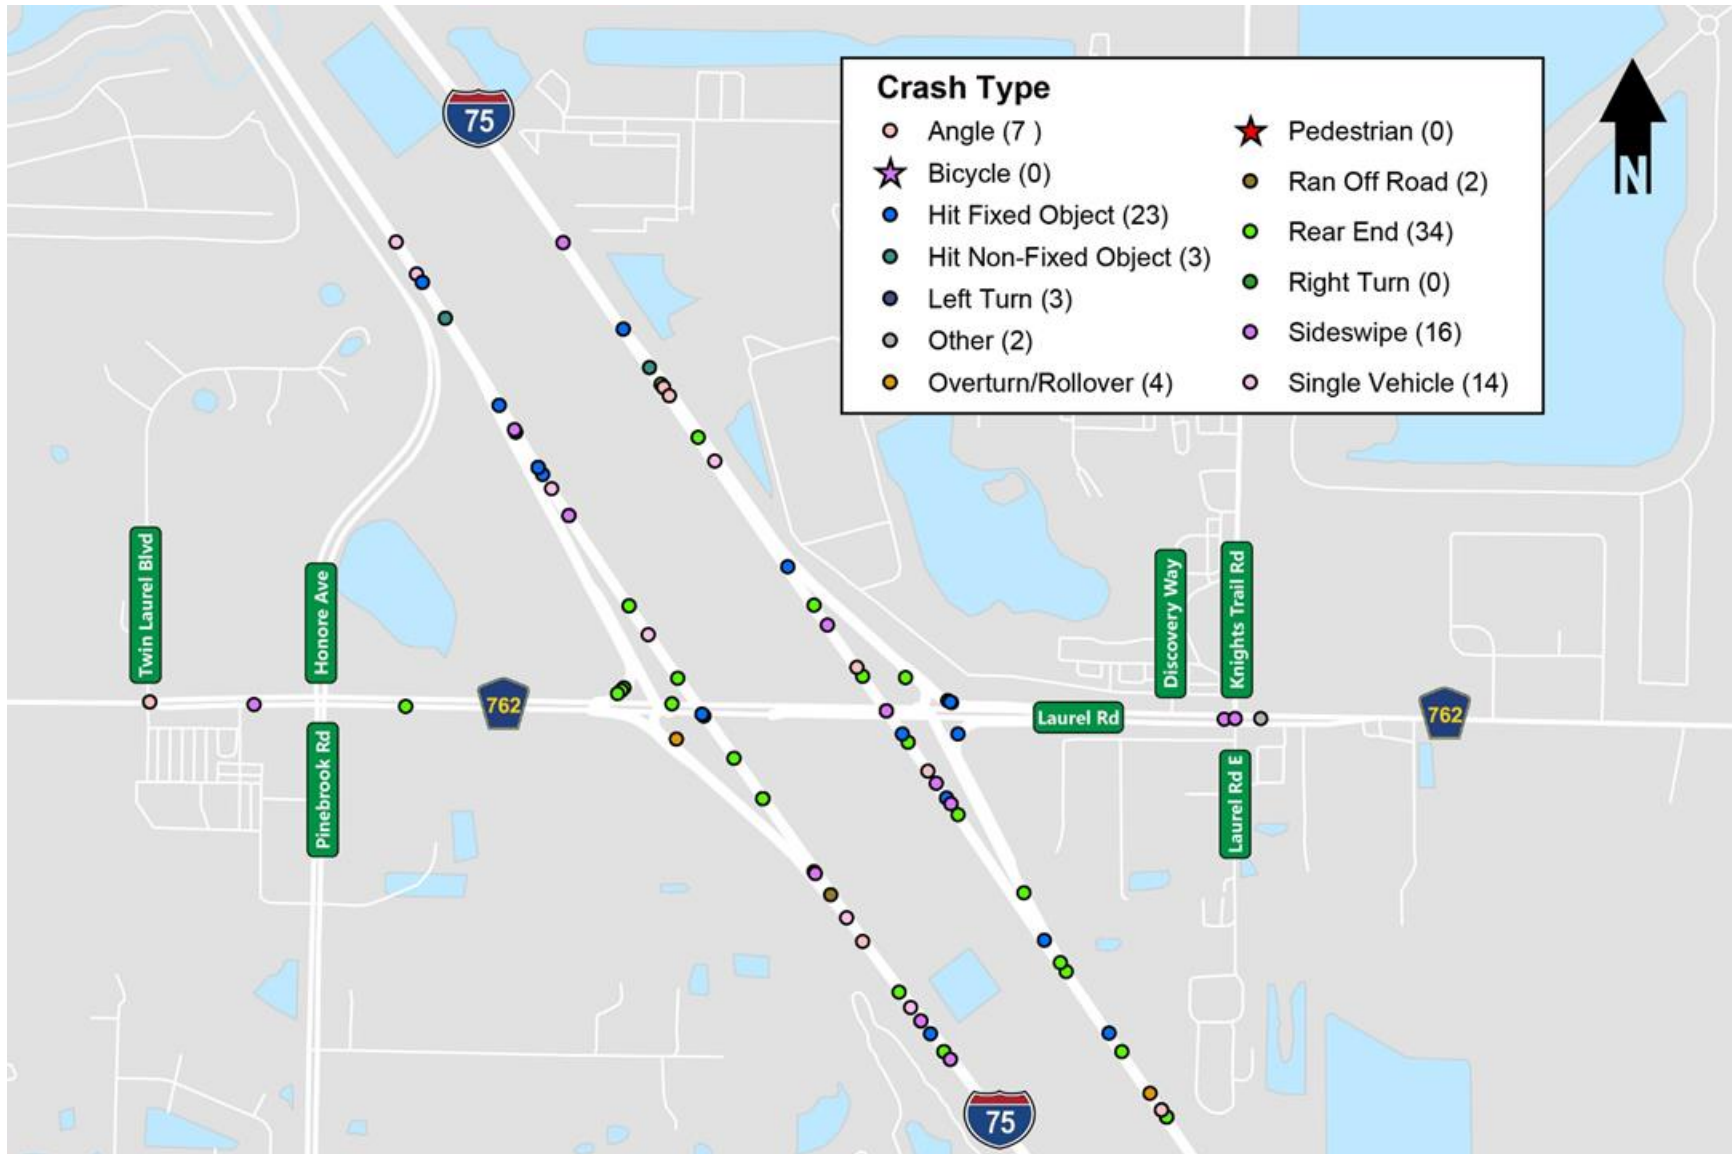 75
Crash Type
Angle (7 )
Bicycle (0)
Hit Fixed Object (23)
Hit Non-Fixed Object (3)
Left Turn (3)
Other (2)
Overturn/Rollover (4)
Pedestrian (0)
Ran Off Road (2)
Rear End (34)
Right Turn (0)
Sideswipe (16)
Single Vehicle (14)
N
Twin Laurel Blvd
Honore Ave
Pinebrook Rd
762
Laurel Rd
Discovery Way
Knights Trail Rd
Laurel Rd E
762
75